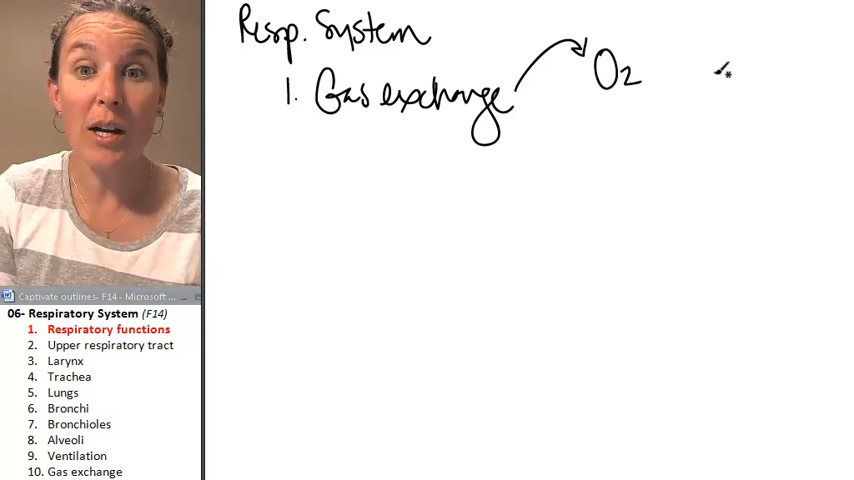 Resp. System
1. Gas exchange O2
Captivate outlines- F14 - Microsoft ...
06- Respiratory System (F14)
1. Respiratory functions
2. Upper respiratory tract
3. Larynx
4. Trachea
5. Lungs
6. Bronchi
7. Bronchioles
8. Alveoli
9. Ventilation
10. Gas exchange